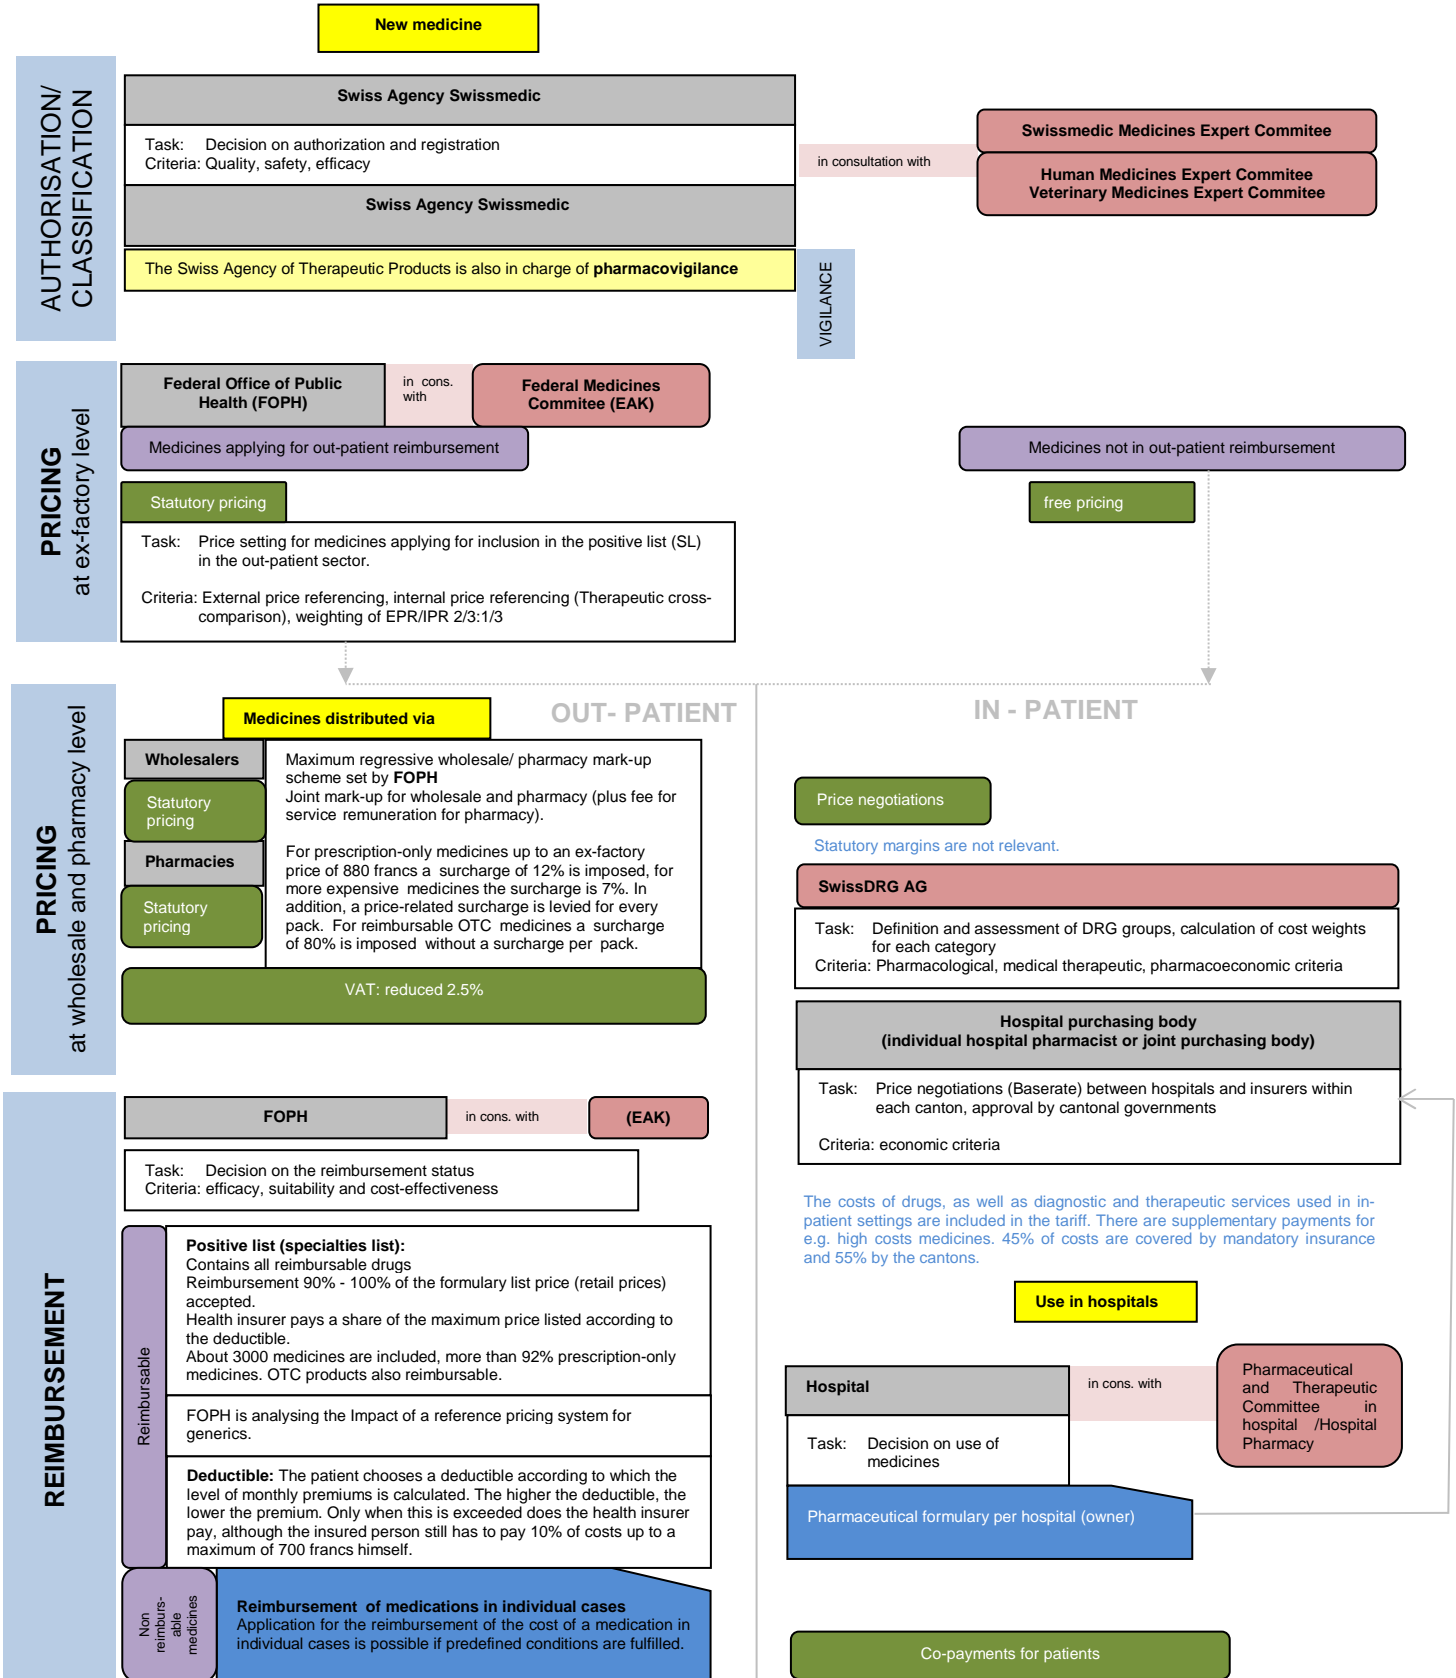 New medicine
AUTHORISATION/
CLASSIFICATION
Swiss Agency Swissmedic
Task: Decision on authorization and registration
Criteria: Quality, safety, efficacy
Swiss Agency Swissmedic
The Swiss Agency of Therapeutic Products is also in charge of pharmacovigilance
in consultation with
Swissmedic Medicines Expert Commitee
Human Medicines Expert Commitee
Veterinary Medicines Expert Commitee
VIGILANCE
PRICING
at ex-factory level
Federal Office of Public
Health (FOPH)
in cons.
with
Federal Medicines
Commitee (EAK)
Medicines applying for out-patient reimbursement
Medicines not in out-patient reimbursement
Statutory pricing
free pricing
Task: Price setting for medicines applying for inclusion in the positive list (SL)
in the out-patient sector.
Criteria: External price referencing, internal price referencing (Therapeutic cross-
comparison), weighting of EPR/IPR 2/3:1/3
PRICING
at wholesale and pharmacy level
OUT- PATIENT
IN - PATIENT
Medicines distributed via
Wholesalers
Statutory
pricing
Pharmacies
Statutory
pricing
Maximum regressive wholesale/ pharmacy mark-up
scheme set by FOPH
Joint mark-up for wholesale and pharmacy (plus fee for
service remuneration for pharmacy).
For prescription-only medicines up to an ex-factory
price of 880 francs a surcharge of 12% is imposed, for
more expensive medicines the surcharge is 7%. In
addition, a price-related surcharge is levied for every
pack. For reimbursable OTC medicines a surcharge
of 80% is imposed without a surcharge per pack.
VAT: reduced 2.5%
Price negotiations
Statutory margins are not relevant.
SwissDRG AG
Task: Definition and assessment of DRG groups, calculation of cost weights
for each category
Criteria: Pharmacological, medical therapeutic, pharmacoeconomic criteria
Hospital purchasing body
(individual hospital pharmacist or joint purchasing body)
Task: Price negotiations (Baserate) between hospitals and insurers within
each canton, approval by cantonal governments
Criteria: economic criteria
The costs of drugs, as well as diagnostic and therapeutic services used in in-
patient settings are included in the tariff. There are supplementary payments for
e.g. high costs medicines. 45% of costs are covered by mandatory insurance
and 55% by the cantons.
REIMBURSEMENT
FOPH
in cons. with
(EAK)
Task: Decision on the reimbursement status
Criteria: efficacy, suitability and cost-effectiveness
Reimbursable
Positive list (specialties list):
Contains all reimbursable drugs
Reimbursement 90% - 100% of the formulary list price (retail prices)
accepted.
Health insurer pays a share of the maximum price listed according to
the deductible.
About 3000 medicines are included, more than 92% prescription-only
medicines. OTC products also reimbursable.
FOPH is analysing the Impact of a reference pricing system for
generics.
Deductible: The patient chooses a deductible according to which the
level of monthly premiums is calculated. The higher the deductible, the
lower the premium. Only when this is exceeded does the health insurer
pay, although the insured person still has to pay 10% of costs up to a
maximum of 700 francs himself.
Non
reimburs-
able
medicines
Reimbursement of medications in individual cases
Application for the reimbursement of the cost of a medication in
individual cases is possible if predefined conditions are fulfilled.
Use in hospitals
Hospital
in cons. with
Pharmaceutical
and Therapeutic
Committee in
hospital /Hospital
Pharmacy
Task: Decision on use of
medicines
Pharmaceutical formulary per hospital (owner)
Co-payments for patients